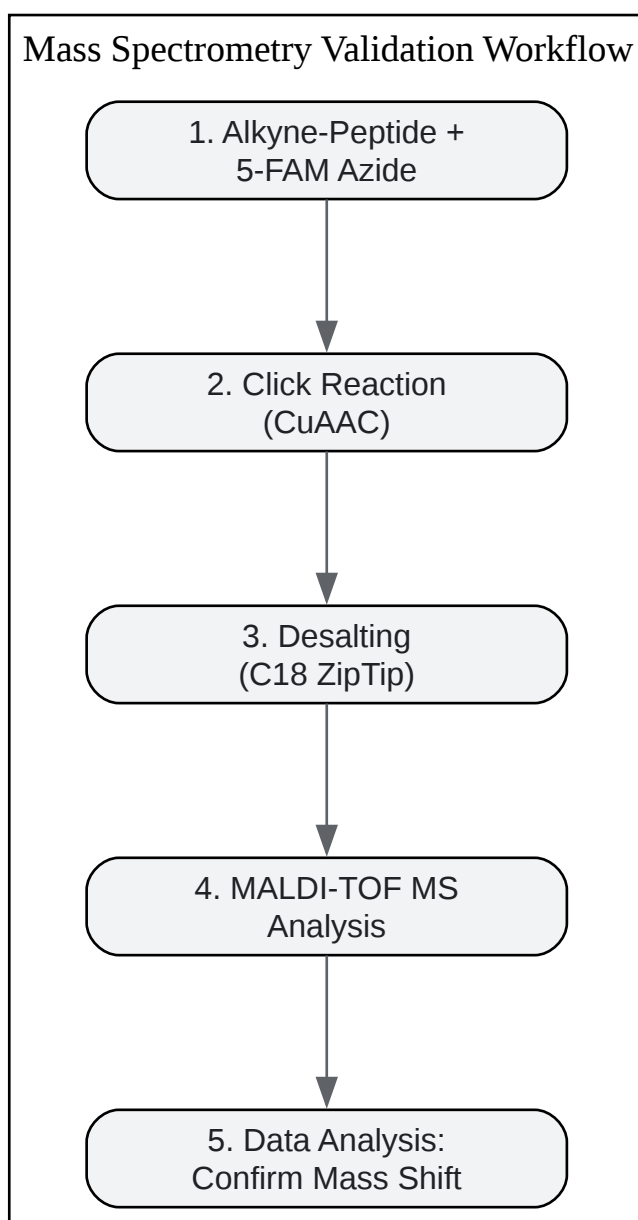 Mass Spectrometry Validation Workflow
1. Alkyne-Peptide +
5-FAM Azide
2. Click Reaction
(CuAAC)
3. Desalting
(C18 ZipTip)
4. MALDI-TOF MS
Analysis
5. Data Analysis:
Confirm Mass Shift